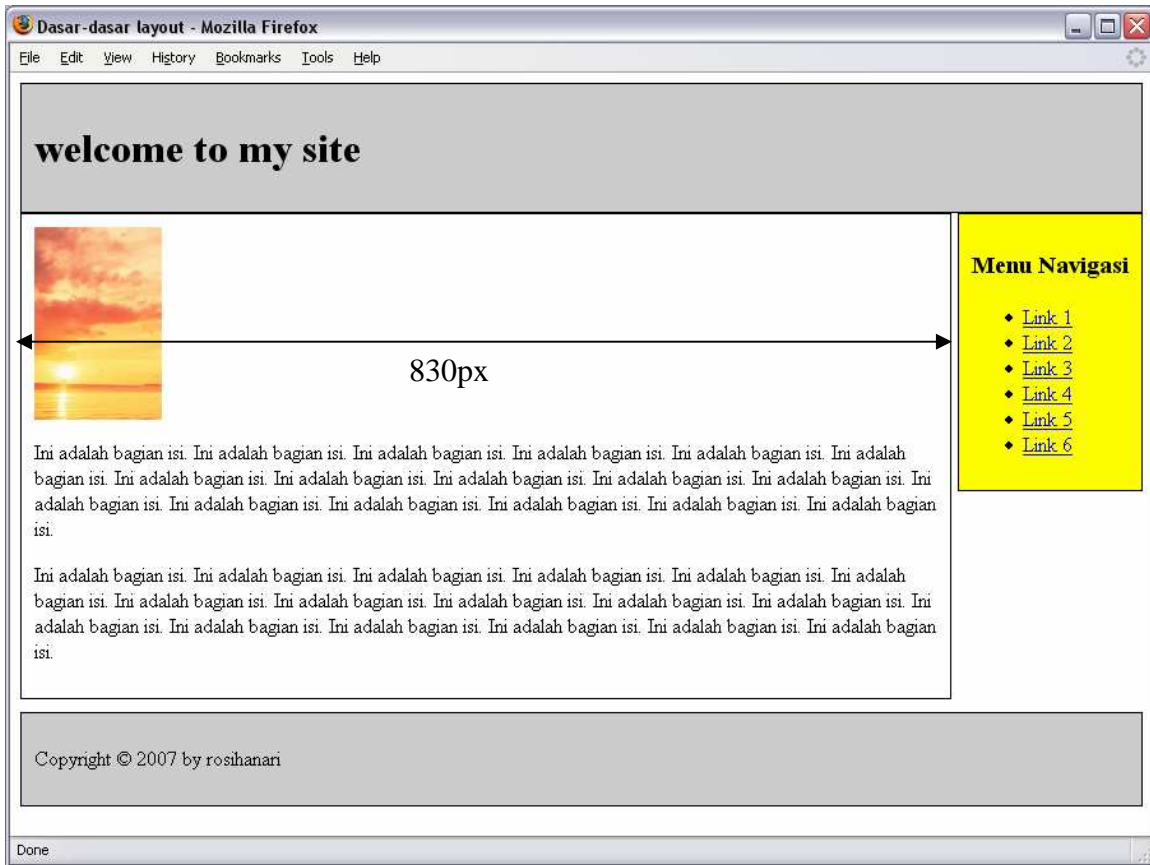 Dasar-dasar layout - Mozilla Firefox
File Edit View History Bookmarks Tools Help
welcome to my site
830px
Ini adalah bagian isi. Ini adalah bagian isi. Ini adalah bagian isi. Ini adalah bagian isi. Ini adalah bagian isi. Ini adalah
bagian isi. Ini adalah bagian isi. Ini adalah bagian isi. Ini adalah bagian isi. Ini adalah bagian isi. Ini adalah bagian isi. Ini
adalah bagian isi. Ini adalah bagian isi. Ini adalah bagian isi. Ini adalah bagian isi. Ini adalah bagian isi. Ini adalah bagian
isi.
Ini adalah bagian isi. Ini adalah bagian isi. Ini adalah bagian isi. Ini adalah bagian isi. Ini adalah bagian isi. Ini adalah
bagian isi. Ini adalah bagian isi. Ini adalah bagian isi. Ini adalah bagian isi. Ini adalah bagian isi. Ini adalah bagian isi. Ini
adalah bagian isi. Ini adalah bagian isi. Ini adalah bagian isi. Ini adalah bagian isi. Ini adalah bagian isi. Ini adalah bagian
isi.
Menu Navigasi
Link 1
Link 2
Link 3
Link 4
Link 5
Link 6
Copyright © 2007 by rosihanari
Done